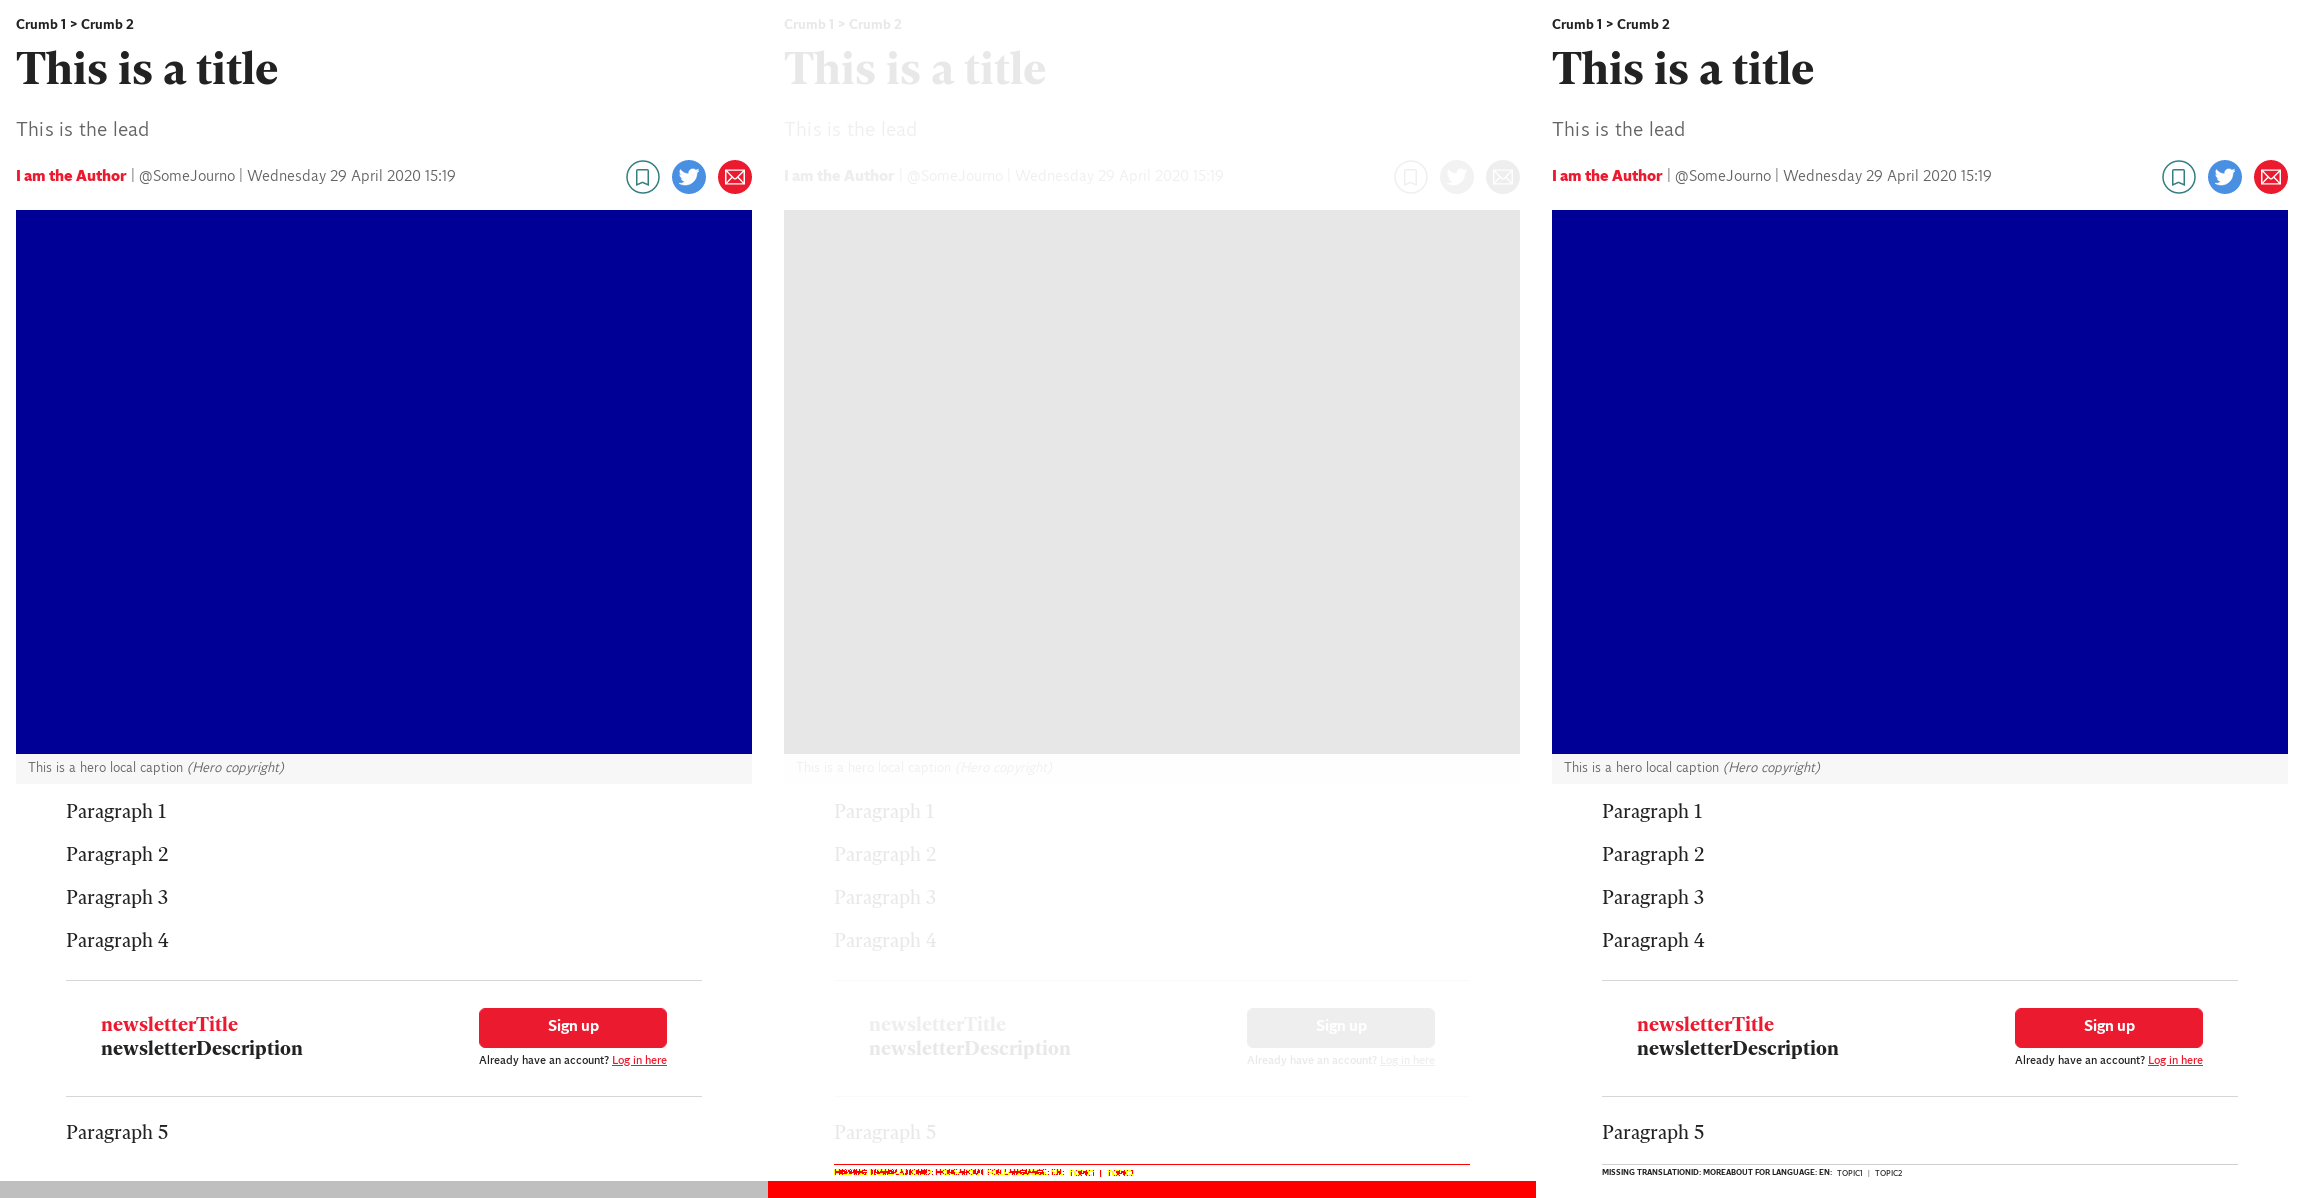 Crumb 1 > Crumb 2
This is a title
This is the lead
I am the Author | @SomeJourno | Wednesday 29 April 2020 15:19
This is a hero local caption (Hero copyright)
Paragraph 1
Paragraph 2
Paragraph 3
Paragraph 4
newsletterTitle
newsletterDescription
Sign up
Already have an account? Log in here
Paragraph 5
Crumb 1 > Crumb 2
This is a title
This is the lead
I am the Author | @SomeJourno | Wednesday 29 April 2020 15:19
This is a hero local caption (Hero copyright)
Paragraph 1
Paragraph 2
Paragraph 3
Paragraph 4
newsletterTitle
newsletterDescription
Sign up
Already have an account? Log in here
Paragraph 5
MISSING TRANSLATIONID: MOREABOUT FOR LANGUAGE: EN: TOPIC1 | TOPIC2
Crumb 1 > Crumb 2
This is a title
This is the lead
I am the Author | @SomeJourno | Wednesday 29 April 2020 15:19
This is a hero local caption (Hero copyright)
Paragraph 1
Paragraph 2
Paragraph 3
Paragraph 4
newsletterTitle
newsletterDescription
Sign up
Already have an account? Log in here
Paragraph 5
MISSING TRANSLATIONID: MOREABOUT FOR LANGUAGE: EN: TOPIC1 | TOPIC2